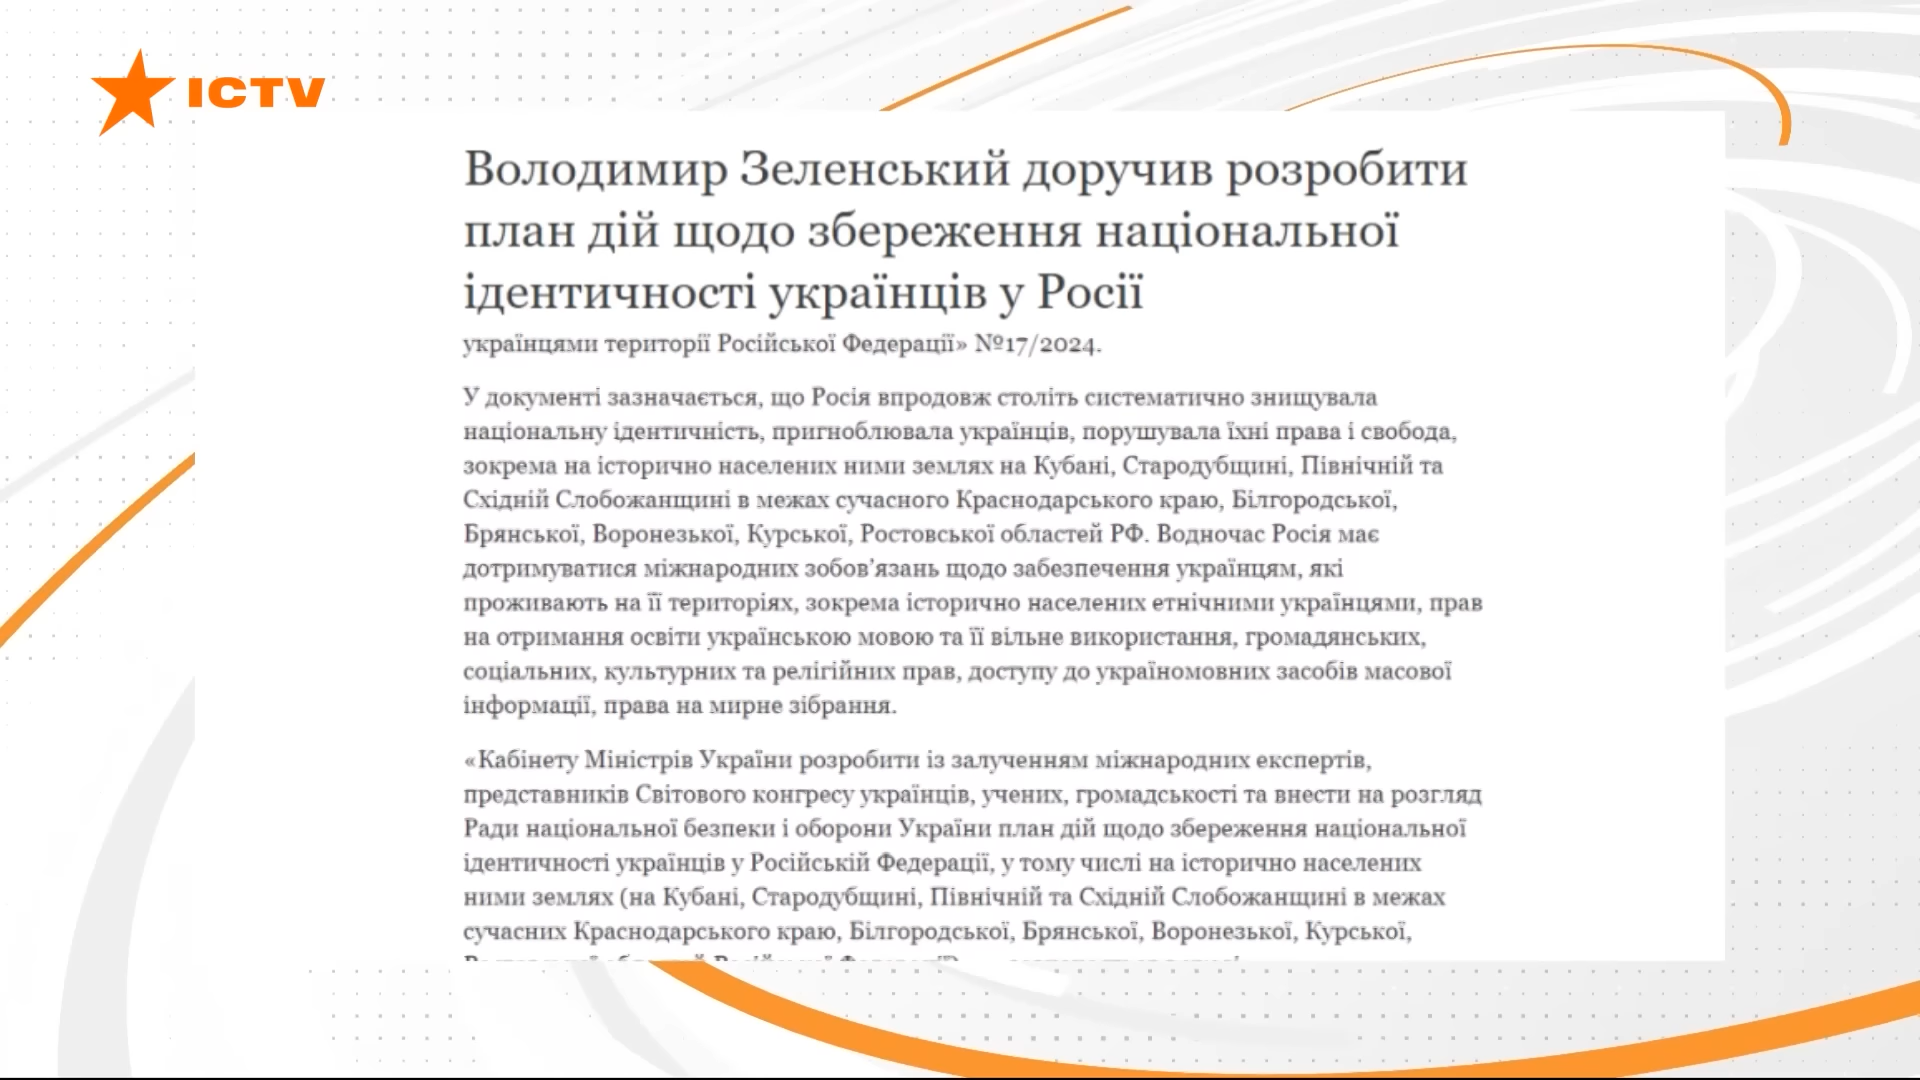 ICTV
Володимир Зеленський доручив розробити
план дій щодо збереження національної
ідентичності українців у Росії
українцями території Російської Федерації» №17/2024.
У документі зазначається, що Росія впродовж століть систематично знищувала
національну ідентичність, пригноблювала українців, порушувала їхні права і свобода,
зокрема на історично населених ними землях на Кубані, Стародубщині, Північній та
Східній Слобожанщині в межах сучасного Краснодарського краю, Білгородської,
Брянської, Воронезької, Курської, Ростовської областей РФ. Водночас Росія має
дотримуватися міжнародних зобов’язань щодо забезпечення українцям, які
проживають на її територіях, зокрема історично населених етнічними українцями, прав
на отримання освіти українською мовою та її вільне використання, громадянських,
соціальних, культурних та релігійних прав, доступу до україномовних засобів масової
інформації, права на мирне зібрання.
«Кабінету Міністрів України розробити із залученням міжнародних експертів,
представників Світового конгресу українців, учених, громадськості та внести на розгляд
Ради національної безпеки і оборони України план дій щодо збереження національної
ідентичності українців у Російській Федерації, у тому числі на історично населених
ними землях (на Кубані, Стародубщині, Північній та Східній Слобожанщині в межах
сучасних Краснодарського краю, Білгородської, Брянської, Воронезької, Курської,